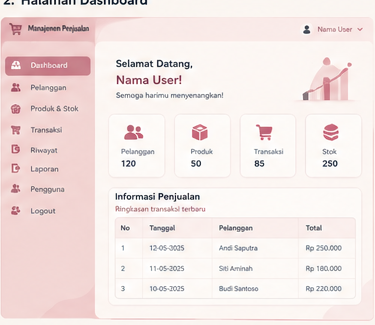 2. Halaman Dashboard
Manajemen Penjualan
Nama User
Dashboard
Pelanggan
Produk & Stok
Transaksi
Riwayat
Laporan
Pengguna
Logout
Selamat Datang,
Nama User!
Semoga harimu menyenangkan!
Pelanggan
120
Produk
50
Transaksi
85
Stok
250
Informasi Penjualan
Ringkasan transaksi terbaru
No Tanggal Pelanggan Total
1 12-05-2025 Andi Saputra Rp 250.000
2 11-05-2025 Siti Aminah Rp 180.000
3 10-05-2025 Budi Santoso Rp 220.000